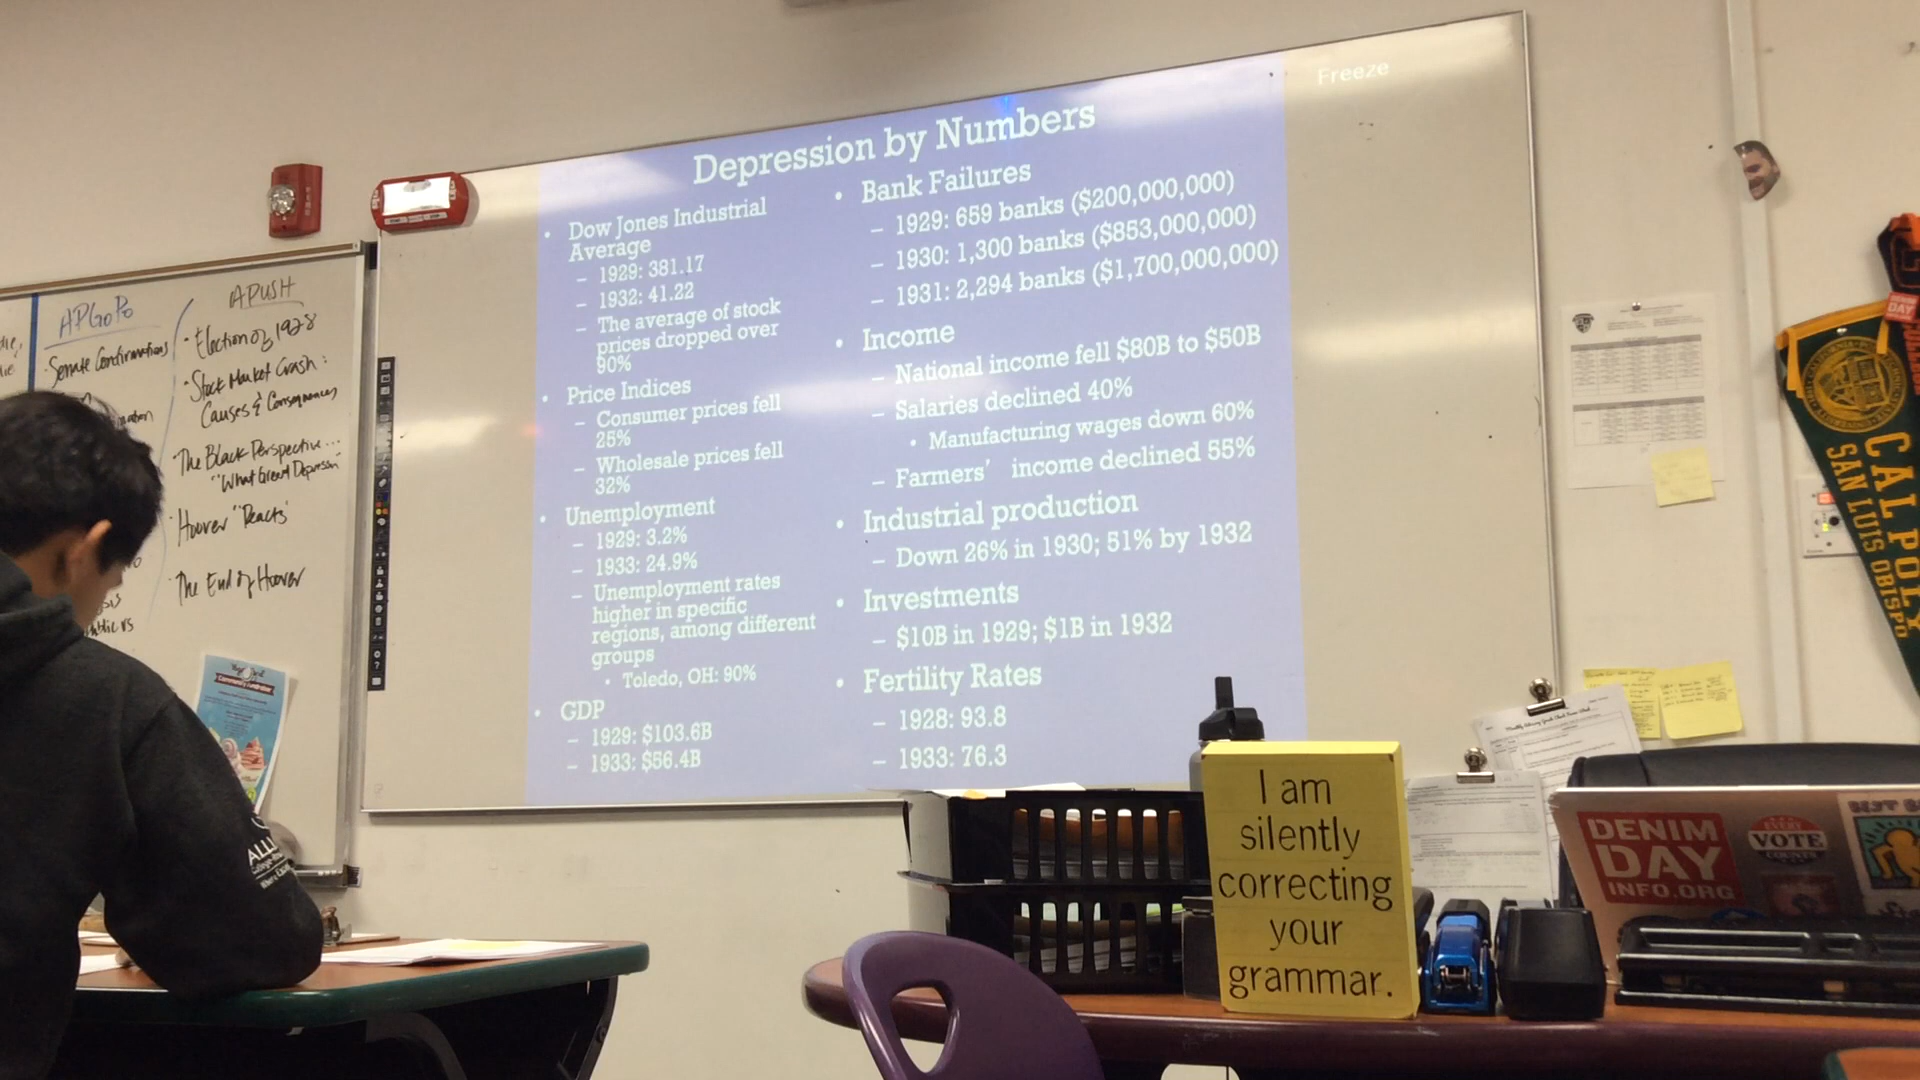 Freeze
Depression by Numbers
• Dow Jones Industrial
Average
– 1929: 381.17
– 1932: 41.22
– The average of stock
prices dropped over
90%
• Price Indices
– Consumer prices fell
25%
– Wholesale prices fell
32%
• Unemployment
– 1929: 3.2%
– 1933: 24.9%
– Unemployment rates
higher in specific
regions, among different
groups
• Toledo, OH: 90%
• GDP
– 1929: $103.6B
– 1933: $56.4B
• Bank Failures
– 1929: 659 banks ($200,000,000)
– 1930: 1,300 banks ($853,000,000)
– 1931: 2,294 banks ($1,700,000,000)
• Income
– National income fell $80B to $50B
– Salaries declined 40%
• Manufacturing wages down 60%
– Farmers' income declined 55%
• Industrial production
– Down 26% in 1930; 51% by 1932
• Investments
– $10B in 1929; $1B in 1932
• Fertility Rates
– 1928: 93.8
– 1933: 76.3
APGoPo
• Senate Confirmations
APUSH
• Election of 1928
• Stock Market Crash:
Causes & Consequences
• The Black Perspective...
"What Great Depression"
• Hoover "Reacts"
• The End of Hoover
Community Fundraiser
FIRE
I am
silently
correcting
your
grammar.
DENIM
DAY
INFO.ORG
EVERY
VOTE
COUNTS
DENIM
DAY
CAL POLY
SAN LUIS OBISPO